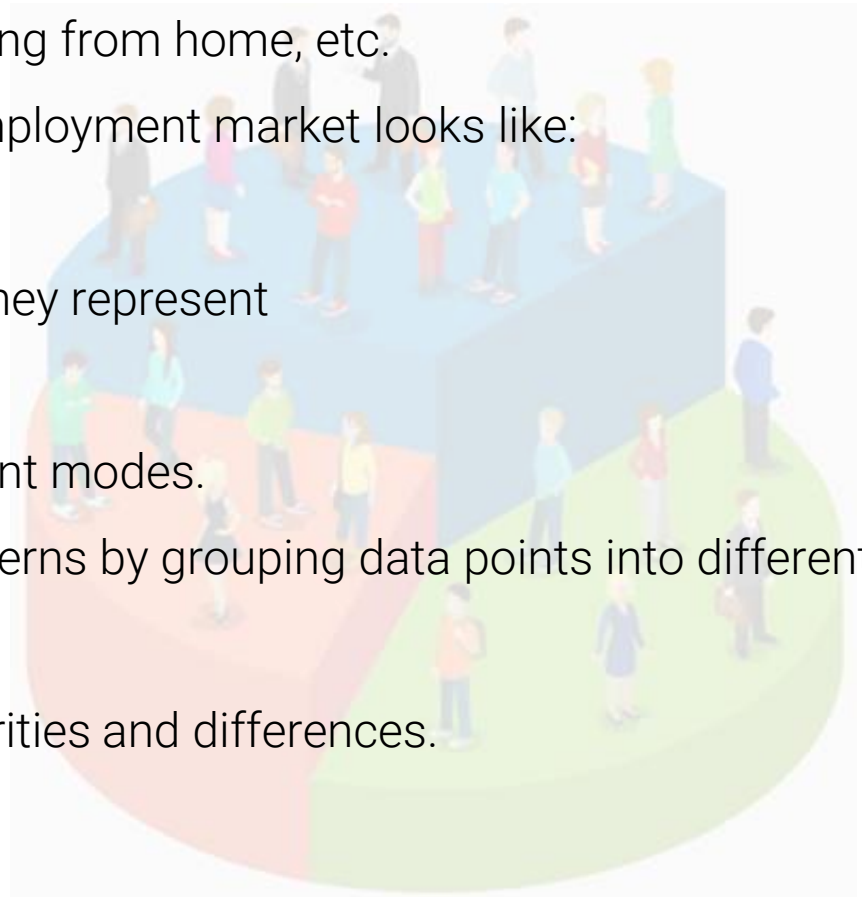 ng from home, etc.
nployment market looks like:
ney represent
nt modes.
erns by grouping data points into different
rities and differences.